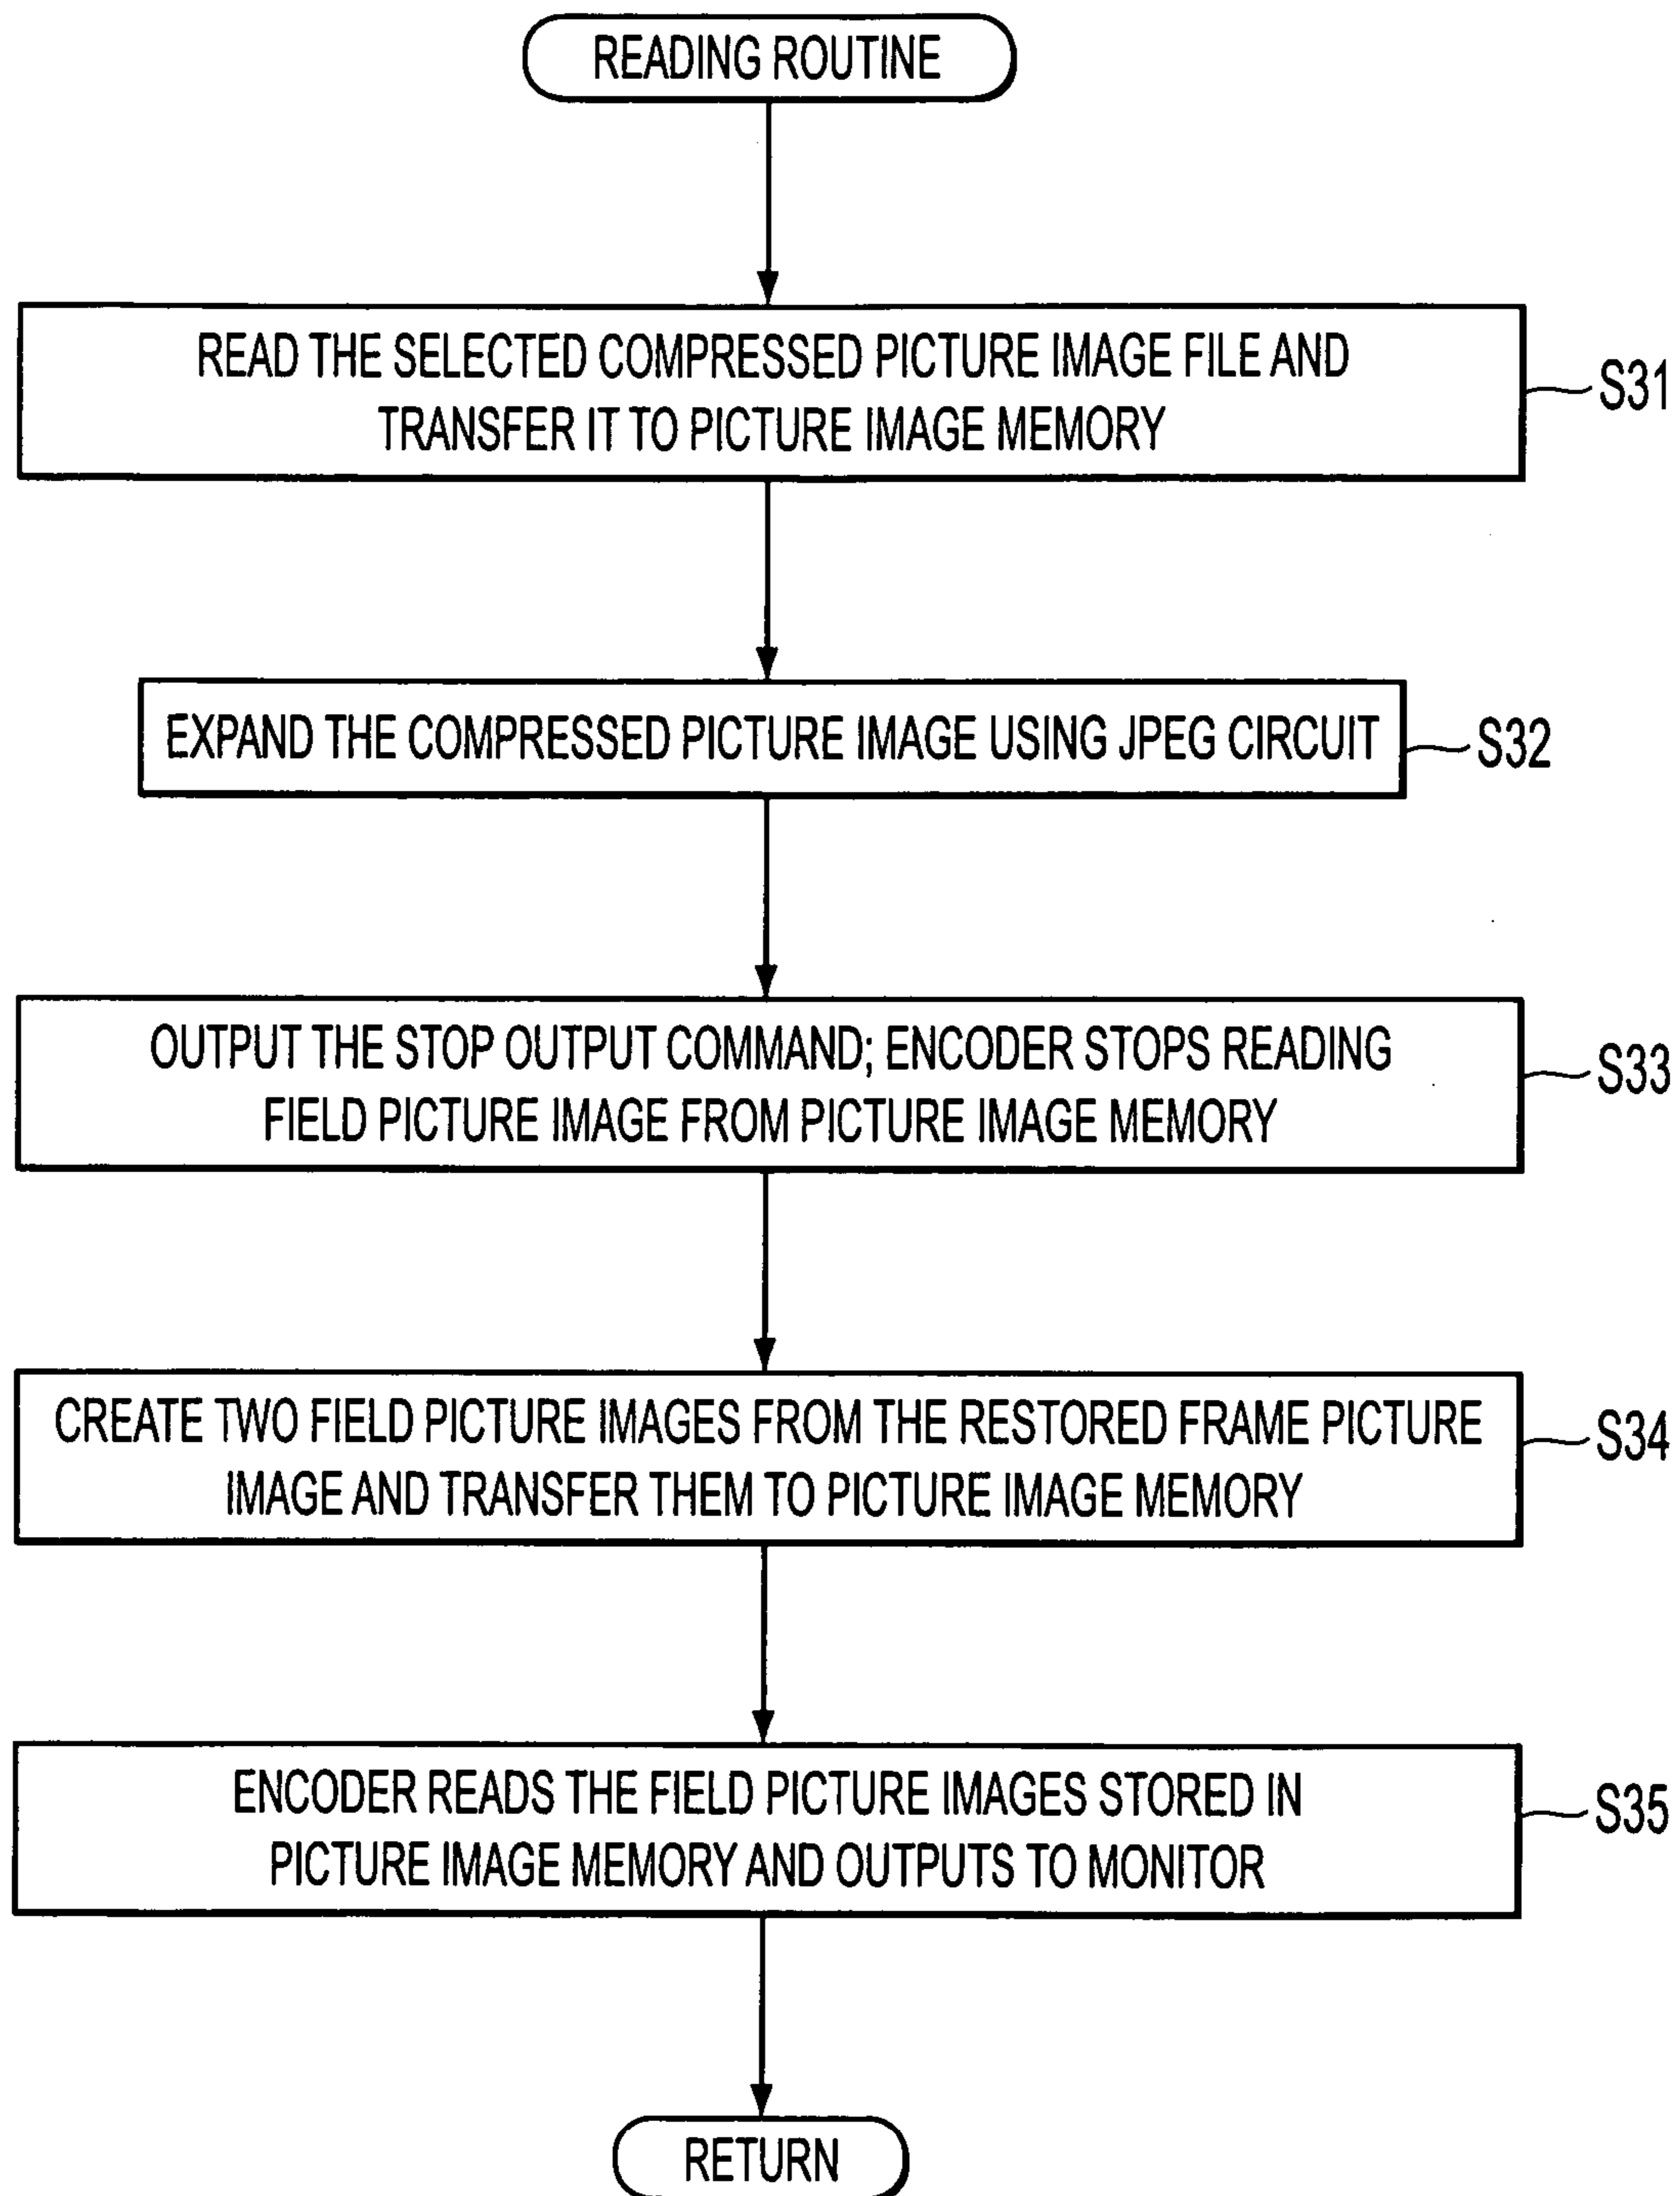 READING ROUTINE
READ THE SELECTED COMPRESSED PICTURE IMAGE FILE AND
TRANSFER IT TO PICTURE IMAGE MEMORY
S31
EXPAND THE COMPRESSED PICTURE IMAGE USING JPEG CIRCUIT
S32
OUTPUT THE STOP OUTPUT COMMAND; ENCODER STOPS READING
FIELD PICTURE IMAGE FROM PICTURE IMAGE MEMORY
S33
CREATE TWO FIELD PICTURE IMAGES FROM THE RESTORED FRAME PICTURE
IMAGE AND TRANSFER THEM TO PICTURE IMAGE MEMORY
S34
ENCODER READS THE FIELD PICTURE IMAGES STORED IN
PICTURE IMAGE MEMORY AND OUTPUTS TO MONITOR
S35
RETURN